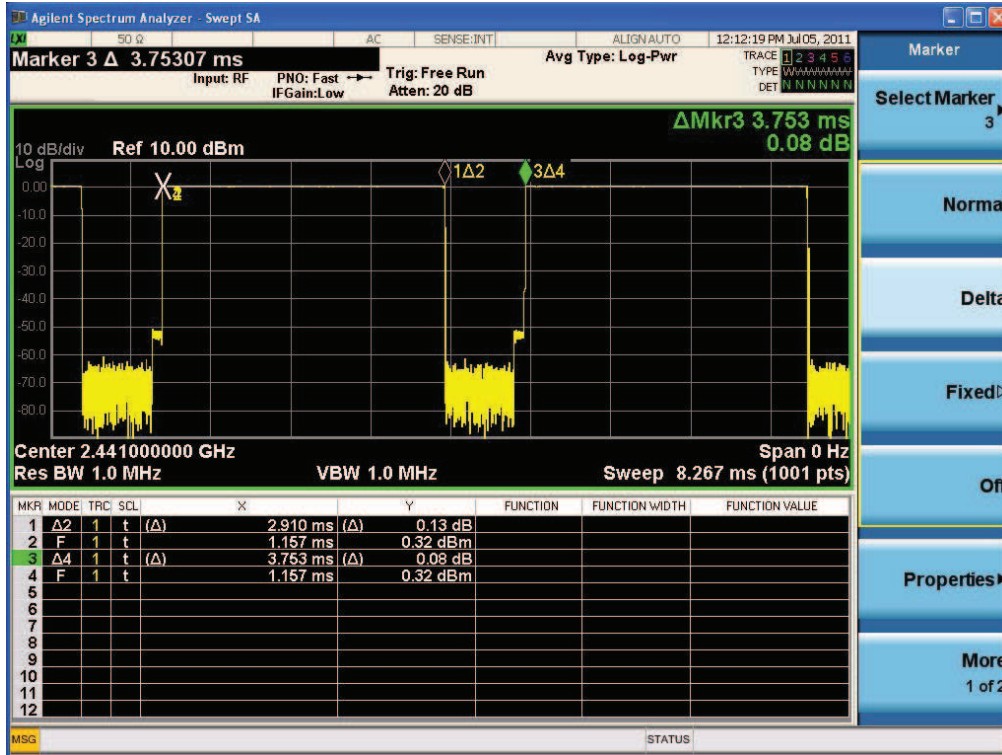 Agilent Spectrum Analyzer - Swept SA
LXI 50 Ω AC SENSE:INT ALIGNAUTO 12:12:19 PM Jul 05, 2011
Marker 3 Δ 3.75307 ms
Input: RF
PNO: Fast
IFGain:Low
Trig: Free Run
Atten: 20 dB
Avg Type: Log-Pwr
TRACE 1 2 3 4 5 6
TYPE
DET N N N N N N
ΔMkr3 3.753 ms
0.08 dB
10 dB/div Ref 10.00 dBm
Log
1Δ2
3Δ4
0.00
-10.0
-20.0
-30.0
-40.0
-50.0
-60.0
-70.0
-80.0
Center 2.441000000 GHz Span 0 Hz
Res BW 1.0 MHz VBW 1.0 MHz Sweep 8.267 ms (1001 pts)
MKR MODE TRC SCL X Y FUNCTION FUNCTION WIDTH FUNCTION VALUE
1 Δ2 1 t (Δ) 2.910 ms (Δ) 0.13 dB
2 F 1 t 1.157 ms 0.32 dBm
3 Δ4 1 t (Δ) 3.753 ms (Δ) 0.08 dB
4 F 1 t 1.157 ms 0.32 dBm
5
6
7
8
9
10
11
12
MSG STATUS
Marker
Select Marker
3
Norma
Delta
Fixed
Off
Properties
More
1 of 2